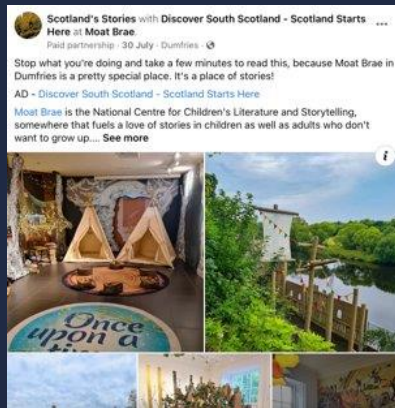 Scotland's Stories with Discover South Scotland - Scotland Starts
Here at Moat Brae.
Paid partnership · 30 July · Dumfries ·
Stop what you're doing and take a few minutes to read this, because Moat Brae in
Dumfries is a pretty special place. It's a place of stories!
AD - Discover South Scotland - Scotland Starts Here
Moat Brae is the National Centre for Children's Literature and Storytelling,
somewhere that fuels a love of stories in children as well as adults who don't
want to grow up.... See more
i
Once
upon a